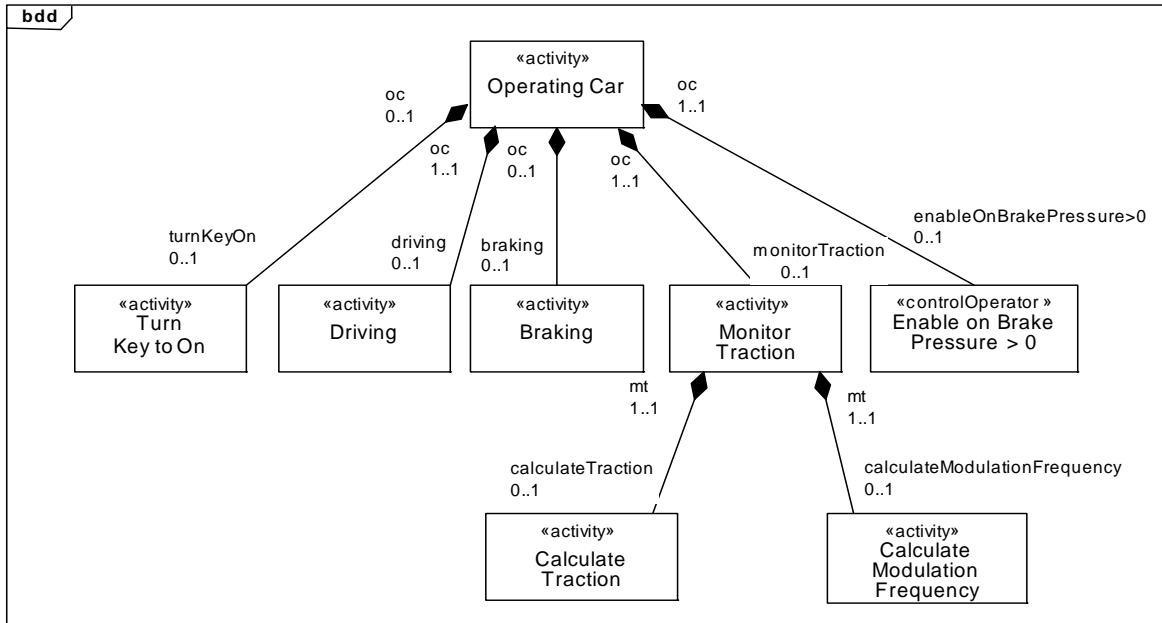 bdd
«activity»
Operating Car
oc
0..1
oc
1..1
oc
0..1
oc
1..1
oc
1..1
turnKeyOn
0..1
driving
0..1
braking
0..1
monitorTraction
0..1
enableOnBrakePressure>0
0..1
«activity»
Turn
Key to On
«activity»
Driving
«activity»
Braking
«activity»
Monitor
Traction
«controlOperator »
Enable on Brake
Pressure > 0
mt
1..1
mt
1..1
calculateTraction
0..1
calculateModulationFrequency
0..1
«activity»
Calculate
Traction
«activity»
Calculate
Modulation
Frequency